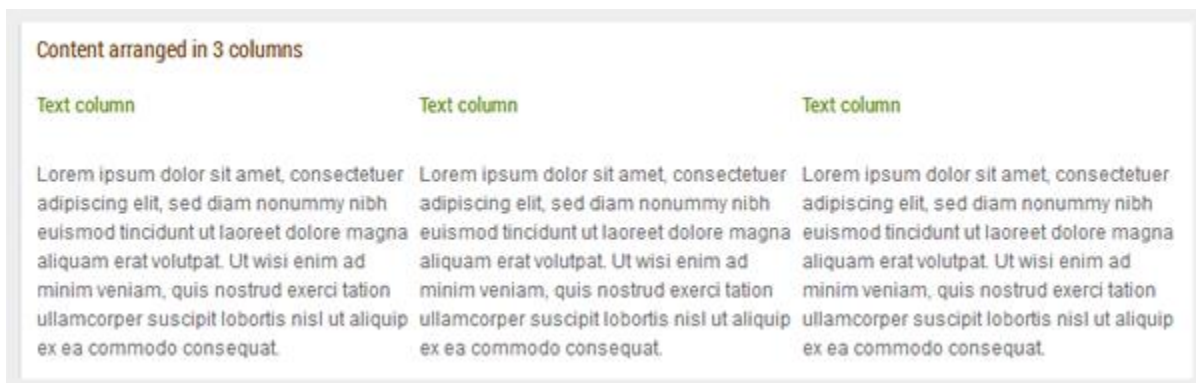 Content arranged in 3 columns
Text column
Lorem ipsum dolor sit amet, consectetuer
adipiscing elit, sed diam nonummy nibh
euismod tincidunt ut laoreet dolore magna
aliquam erat volutpat. Ut wisi enim ad
minim veniam, quis nostrud exerci tation
ullamcorper suscipit lobortis nisl ut aliquip
ex ea commodo consequat.
Text column
Lorem ipsum dolor sit amet, consectetuer
adipiscing elit, sed diam nonummy nibh
euismod tincidunt ut laoreet dolore magna
aliquam erat volutpat. Ut wisi enim ad
minim veniam, quis nostrud exerci tation
ullamcorper suscipit lobortis nisl ut aliquip
ex ea commodo consequat.
Text column
Lorem ipsum dolor sit amet, consectetuer
adipiscing elit, sed diam nonummy nibh
euismod tincidunt ut laoreet dolore magna
aliquam erat volutpat. Ut wisi enim ad
minim veniam, quis nostrud exerci tation
ullamcorper suscipit lobortis nisl ut aliquip
ex ea commodo consequat.